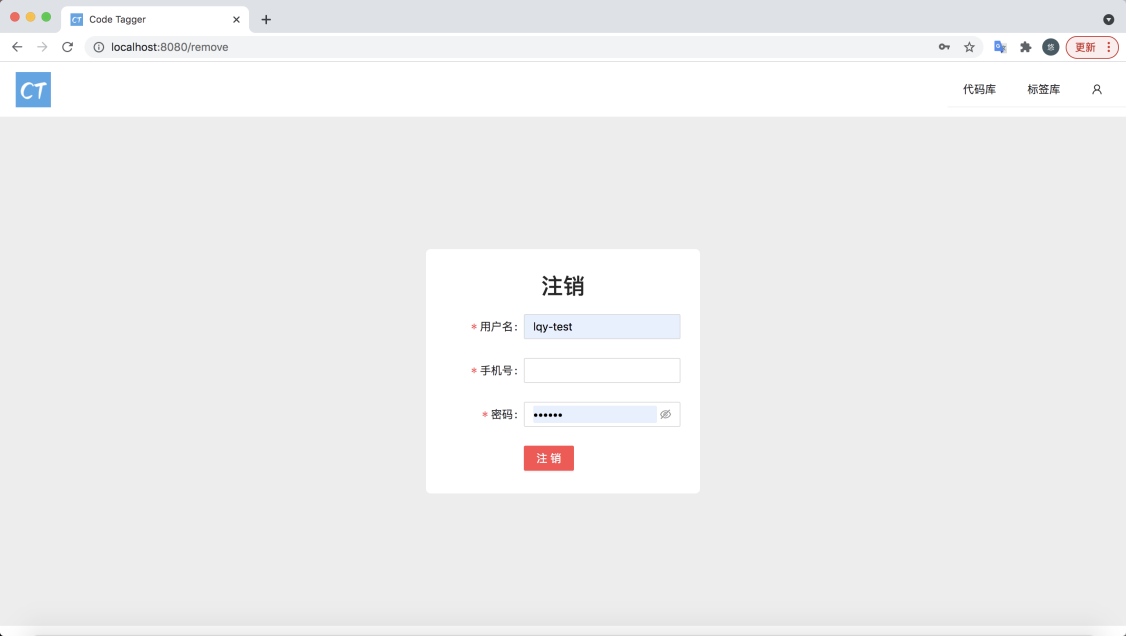 Code Tagger
localhost:8080/remove
悠
更新
CT
代码库 标签库
注销
* 用户名: lqy-test
* 手机号:
* 密码: ••••••
注 销